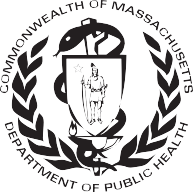 COMMONWEALTH OF MASSACHUSETTS
DEPARTMENT OF PUBLIC HEALTH